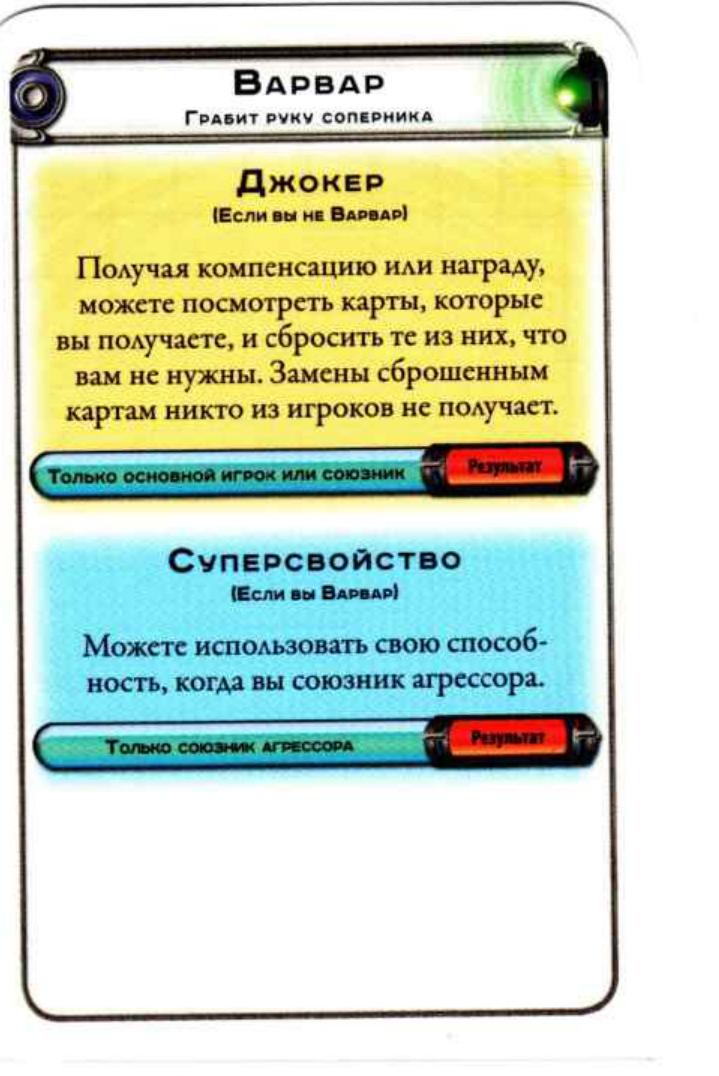 Варвар
Грабит руку соперника
Джокер
(Если вы не Варвар)
Получая компенсацию или награду,
можете посмотреть карты, которые
вы получаете, и сбросить те из них, что
вам не нужны. Замены сброшенным
картам никто из игроков не получает.
Только основной игрок или союзник Результат
Суперсвойство
(Если вы Варвар)
Можете использовать свою способ-
ность, когда вы союзник агрессора.
Только союзник агрессора Результат